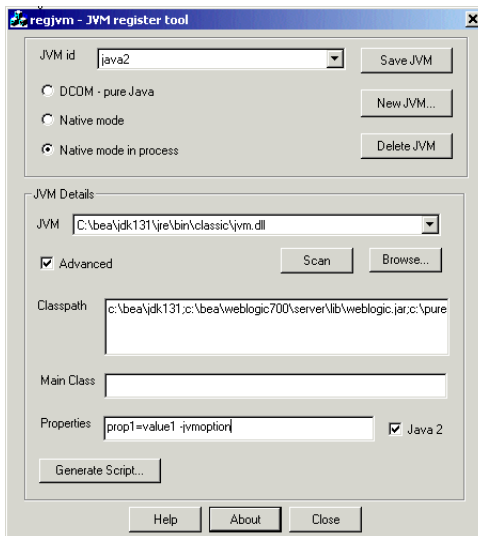 regjvm - JVM register tool
JVM id
java2
Save JVM
DCOM - pure Java
New JVM...
Native mode
Native mode in process
Delete JVM
JVM Details
JVM
C:\bea\jdk131\jre\bin\classic\jvm.dll
Advanced
Scan
Browse...
Classpath
c:\bea\jdk131;c:\bea\weblogic700\server\lib\weblogic.jar;c:\pure
Main Class
Properties
prop1=value1 -jvmoption
Java 2
Generate Script...
Help
About
Close